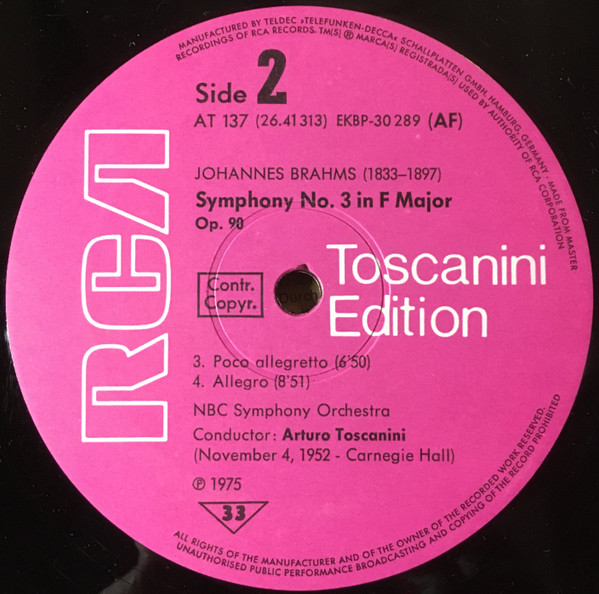 MANUFACTURED BY TELDEC »TELEFUNKEN-DECCA« SCHALLPLATTEN GMBH, HAMBURG, GERMANY · MADE FROM MASTER
RECORDINGS OF RCA RECORDS. TM(S) ® MARCA(S) REGISTRADA(S) USED BY AUTHORITY OF RCA CORPORATION
Side 2
AT 137 (26.41313) EKBP-30289 (AF)
JOHANNES BRAHMS (1833–1897)
Symphony No. 3 in F Major
Op. 90
RCA
Toscanini
Edition
Contr.
Copyr.
Durch
3. Poco allegretto (6'50)
4. Allegro (8'51)
NBC Symphony Orchestra
Conductor: Arturo Toscanini
(November 4, 1952 - Carnegie Hall)
℗ 1975
33
ALL RIGHTS OF THE MANUFACTURER AND OF THE OWNER OF THE RECORDED WORK RESERVED.
UNAUTHORISED PUBLIC PERFORMANCE BROADCASTING AND COPYING OF THE RECORD PROHIBITED